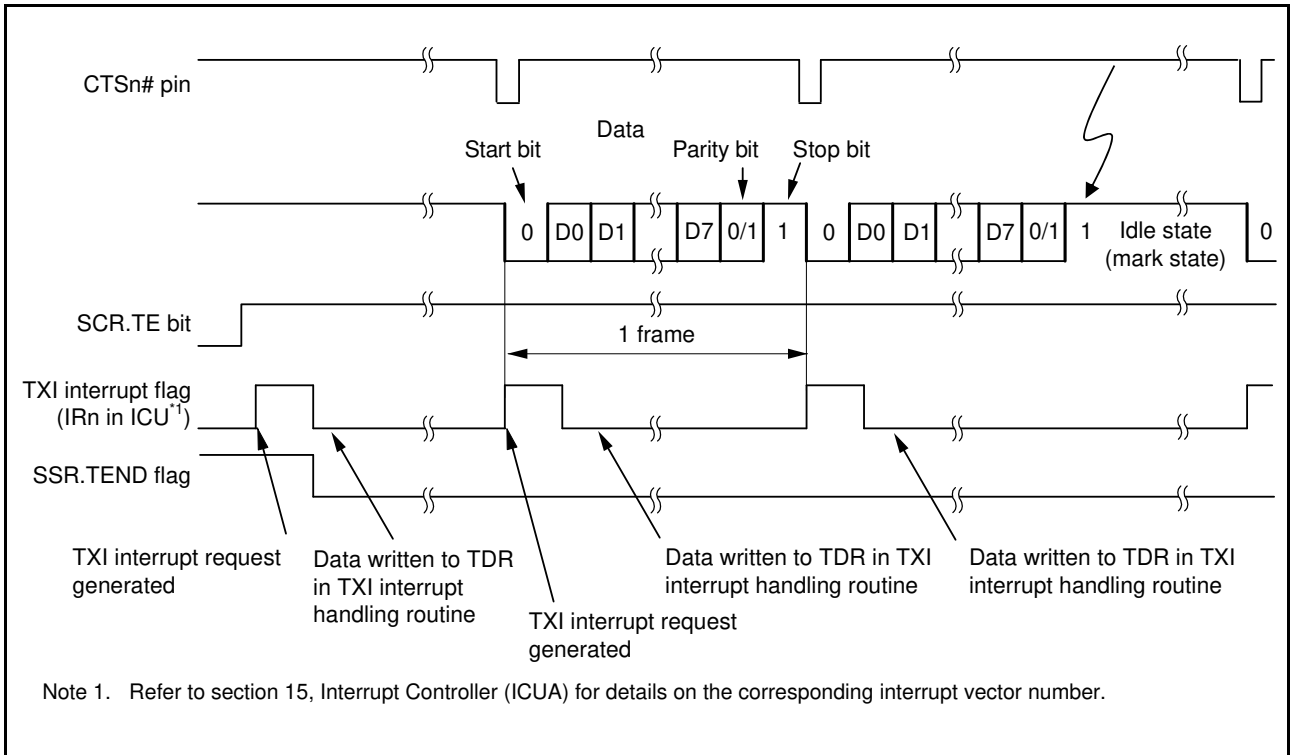 CTSn# pin
Data
Start bit
Parity bit
Stop bit
0 D0 D1 D7 0/1 1 0 D0 D1 D7 0/1 1 Idle state (mark state) 0
SCR.TE bit
1 frame
TXI interrupt flag
(IRn in ICU*1)
SSR.TEND flag
TXI interrupt request
generated
Data written to TDR
in TXI interrupt
handling routine
TXI interrupt request
generated
Data written to TDR in TXI
interrupt handling routine
Data written to TDR in TXI
interrupt handling routine
Note 1. Refer to section 15, Interrupt Controller (ICUA) for details on the corresponding interrupt vector number.